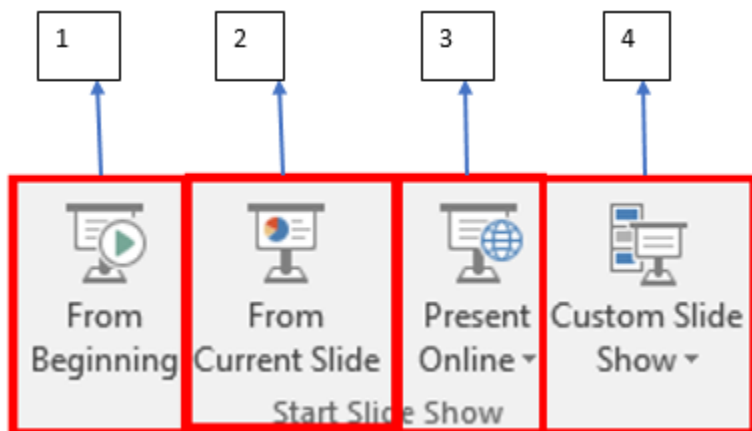 1
2
3
4
From
Beginning
From
Current Slide
Present
Online
Custom Slide
Show
Start Slide Show